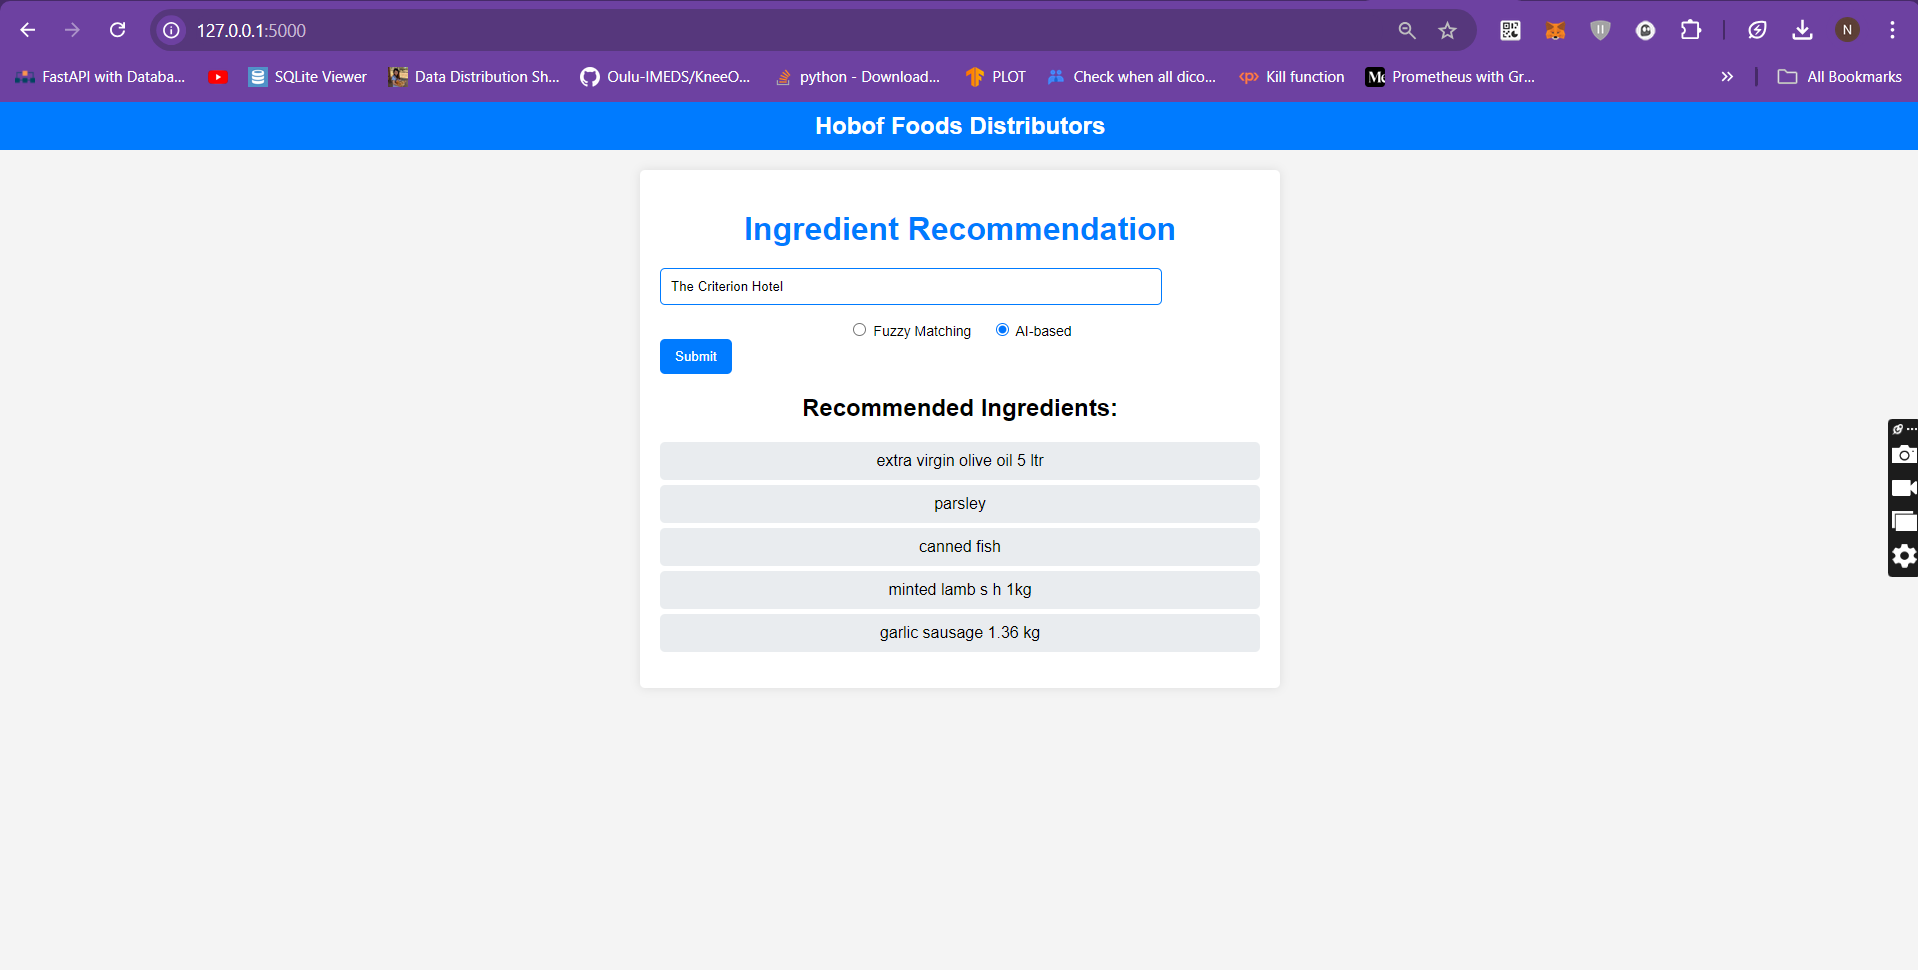 127.0.0.1:5000
N
FastAPI with Databa...
SQLite Viewer
Data Distribution Sh...
Oulu-IMEDS/KneeO...
python - Download...
PLOT
Check when all dico...
<p> Kill function
Prometheus with Gr...
All Bookmarks
Hobof Foods Distributors
Ingredient Recommendation
The Criterion Hotel
Fuzzy Matching AI-based
Submit
Recommended Ingredients:
extra virgin olive oil 5 ltr
parsley
canned fish
minted lamb s h 1kg
garlic sausage 1.36 kg